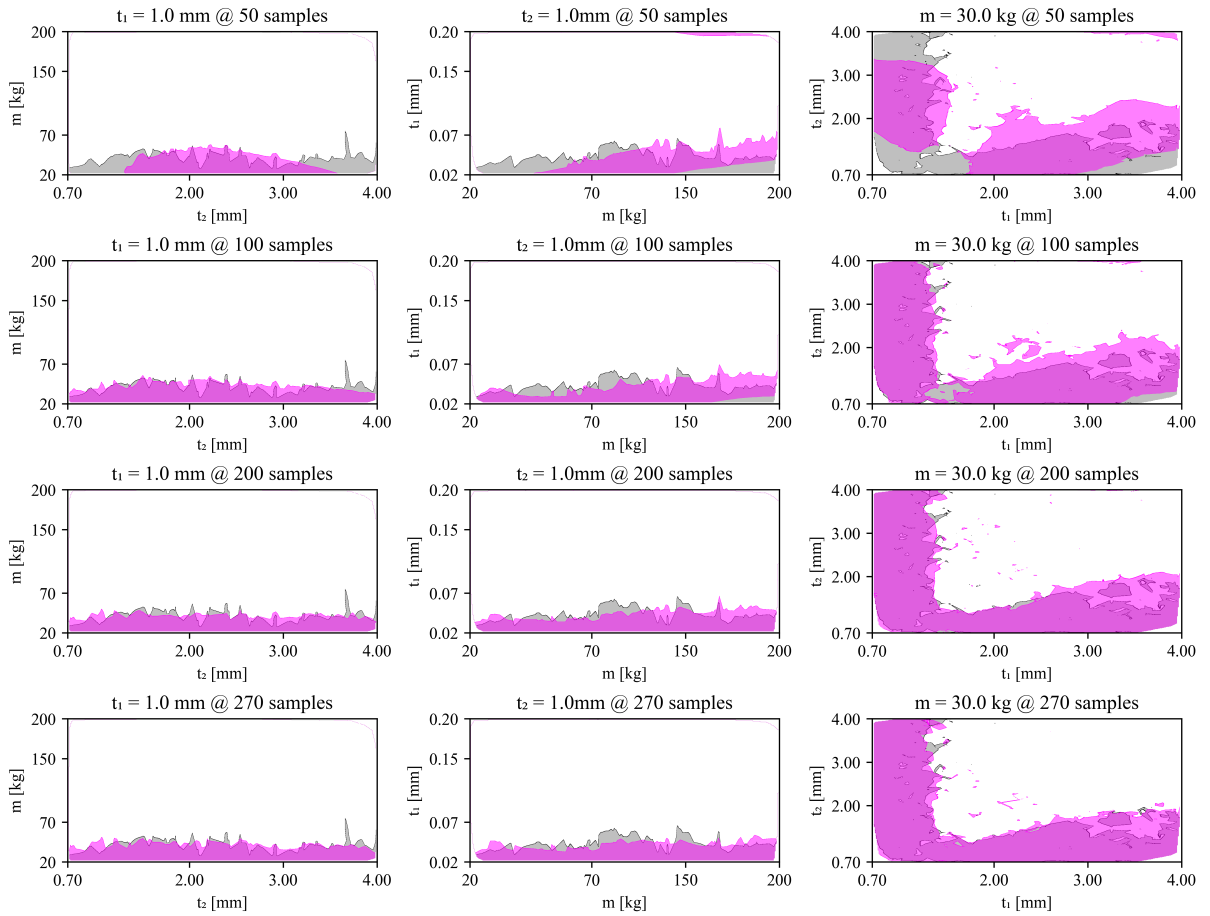 t₁ = 1.0 mm @ 50 samples
200
150
70
20
m [kg]
0.70 2.00 3.00 4.00
t₂ [mm]
t₂ = 1.0mm @ 50 samples
0.20
0.15
0.07
0.02
t₁ [mm]
20 70 150 200
m [kg]
m = 30.0 kg @ 50 samples
4.00
3.00
2.00
0.70
t₂ [mm]
0.70 2.00 3.00 4.00
t₁ [mm]
t₁ = 1.0 mm @ 100 samples
200
150
70
20
m [kg]
0.70 2.00 3.00 4.00
t₂ [mm]
t₂ = 1.0mm @ 100 samples
0.20
0.15
0.07
0.02
t₁ [mm]
20 70 150 200
m [kg]
m = 30.0 kg @ 100 samples
4.00
3.00
2.00
0.70
t₂ [mm]
0.70 2.00 3.00 4.00
t₁ [mm]
t₁ = 1.0 mm @ 200 samples
200
150
70
20
m [kg]
0.70 2.00 3.00 4.00
t₂ [mm]
t₂ = 1.0mm @ 200 samples
0.20
0.15
0.07
0.02
t₁ [mm]
20 70 150 200
m [kg]
m = 30.0 kg @ 200 samples
4.00
3.00
2.00
0.70
t₂ [mm]
0.70 2.00 3.00 4.00
t₁ [mm]
t₁ = 1.0 mm @ 270 samples
200
150
70
20
m [kg]
0.70 2.00 3.00 4.00
t₂ [mm]
t₂ = 1.0mm @ 270 samples
0.20
0.15
0.07
0.02
t₁ [mm]
20 70 150 200
m [kg]
m = 30.0 kg @ 270 samples
4.00
3.00
2.00
0.70
t₂ [mm]
0.70 2.00 3.00 4.00
t₁ [mm]